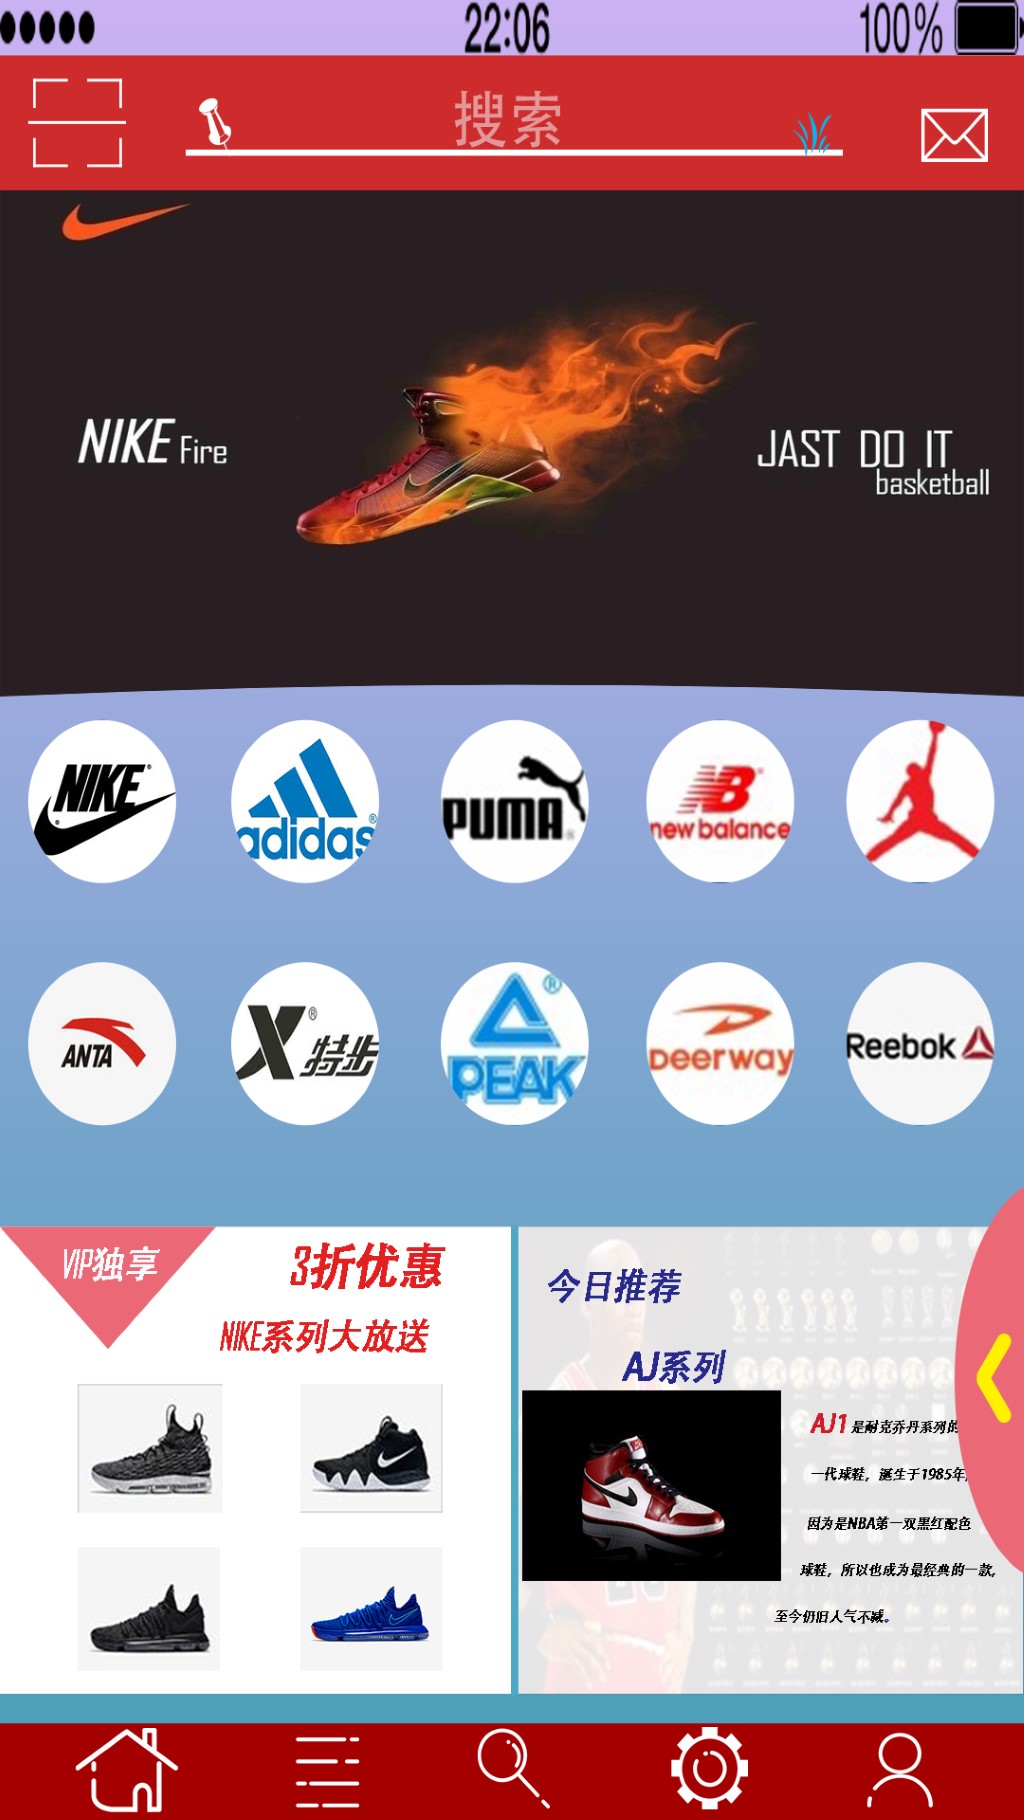 22:06 100%
搜索
NIKE Fire
JAST DO IT
basketball
NIKE
adidas
PUMA
NB
new balance
ANTA
X 特步
PEAK
Deerway
Reebok
VIP独享
3折优惠
NIKE系列大放送
今日推荐
AJ系列
AJ1 是耐克乔丹系列的
一代球鞋，诞生于1985年
因为是NBA第一双黑红配色
球鞋，所以也成为最经典的一款，
至今仍旧人气不减。